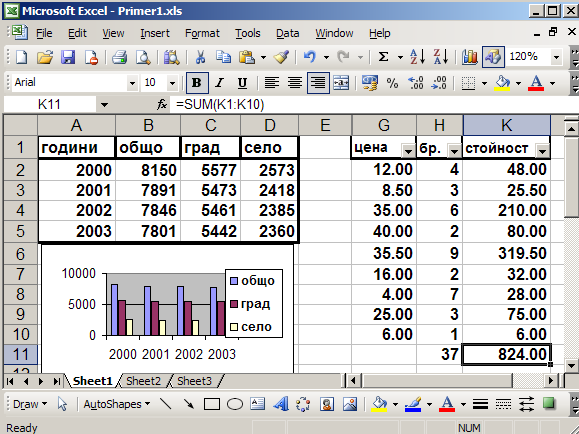 Microsoft Excel - Primer1.xls
File Edit View Insert Format Tools Data Window Help
120%
Arial 10 B I U
K11 fx =SUM(K1:K10)
A B C D E G H K
1 години общо град село цена бр. стойност
2 2000 8150 5577 2573 12.00 4 48.00
3 2001 7891 5473 2418 8.50 3 25.50
4 2002 7846 5461 2385 35.00 6 210.00
5 2003 7801 5442 2360 40.00 2 80.00
6 35.50 9 319.50
7 16.00 2 32.00
8 4.00 7 28.00
9 25.00 3 75.00
10 6.00 1 6.00
11 37 824.00
10000
5000
0
2000 2001 2002 2003
общо
град
село
Sheet1 Sheet2 Sheet3
Draw AutoShapes
Ready NUM